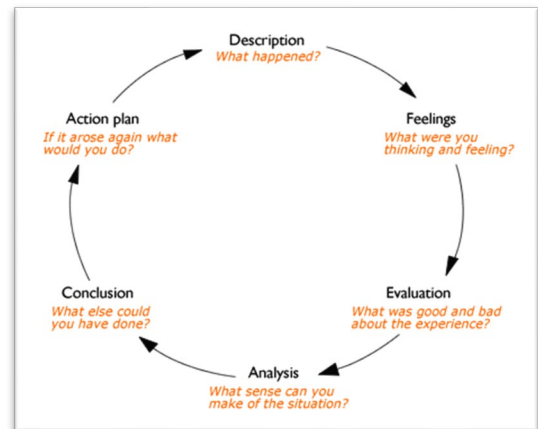 Description
What happened?
Feelings
What were you
thinking and feeling?
Evaluation
What was good and bad
about the experience?
Analysis
What sense can you
make of the situation?
Conclusion
What else could
you have done?
Action plan
If it arose again what
would you do?